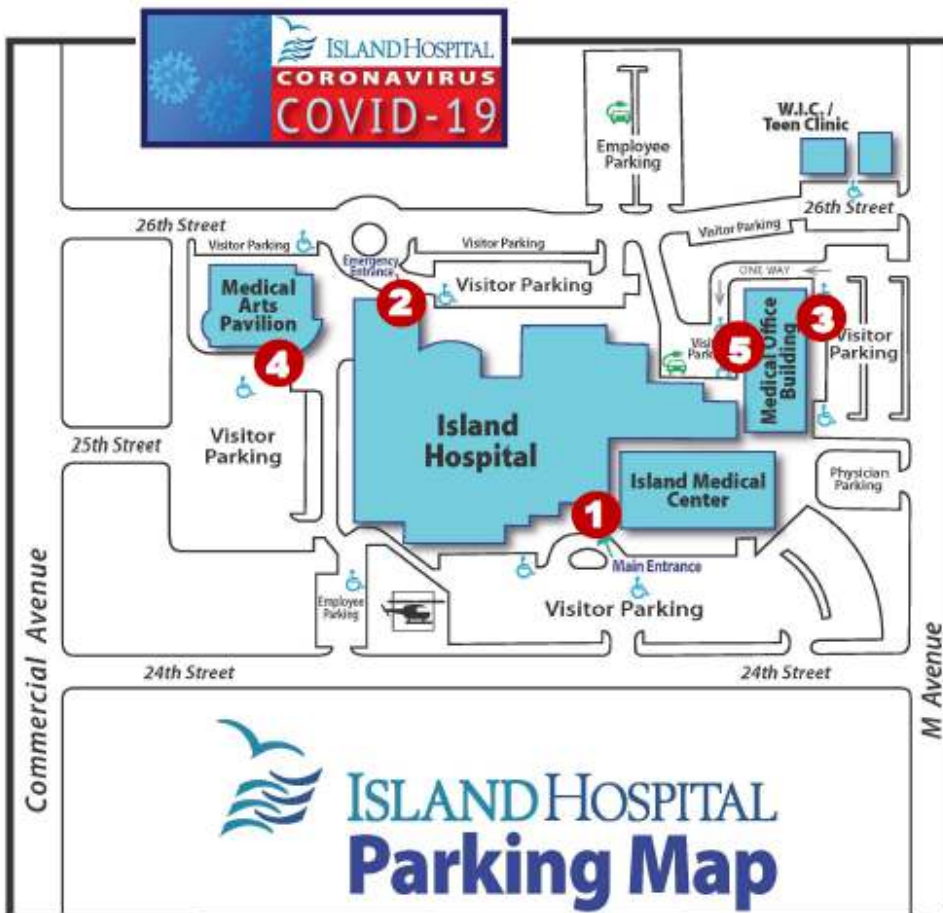 ISLAND HOSPITAL
CORONAVIRUS
COVID-19
W.I.C. /
Teen Clinic
Employee
Parking
26th Street
26th Street
Visitor Parking
Visitor Parking
Visitor Parking
Emergency
Entrance
Visitor Parking
ONE WAY
Medical
Arts
Pavilion
2
3
Medical Office
Building
Visitor
Parking
5
4
25th Street
Visitor
Parking
Island
Hospital
Island Medical
Center
Physician
Parking
1
Main Entrance
Employee
Parking
Visitor Parking
24th Street
24th Street
Commercial Avenue
M Avenue
ISLAND HOSPITAL
Parking Map